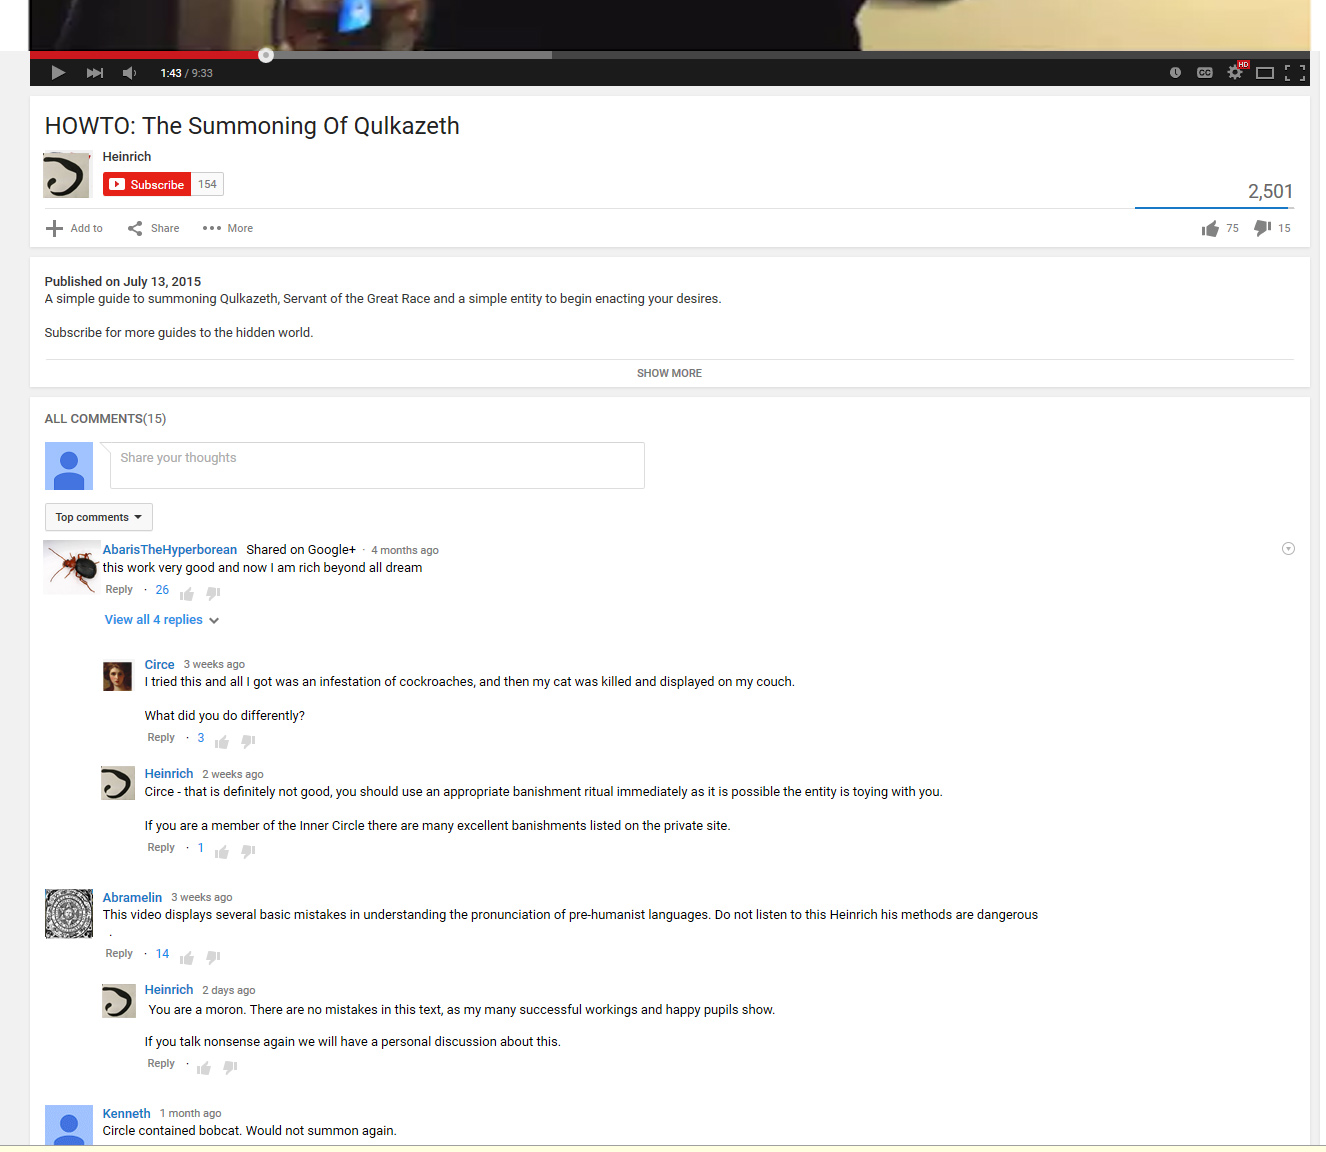 1:43 / 9:33
CC
HD
HOWTO: The Summoning Of Qulkazeth
Heinrich
Subscribe 154
2,501
Add to Share More
75 15
Published on July 13, 2015
A simple guide to summoning Qulkazeth, Servant of the Great Race and a simple entity to begin enacting your desires.
Subscribe for more guides to the hidden world.
SHOW MORE
ALL COMMENTS(15)
Share your thoughts
Top comments
AbarisTheHyperborean Shared on Google+ · 4 months ago
this work very good and now I am rich beyond all dream
Reply · 26
View all 4 replies
Circe 3 weeks ago
I tried this and all I got was an infestation of cockroaches, and then my cat was killed and displayed on my couch.
What did you do differently?
Reply · 3
Heinrich 2 weeks ago
Circe - that is definitely not good, you should use an appropriate banishment ritual immediately as it is possible the entity is toying with you.
If you are a member of the Inner Circle there are many excellent banishments listed on the private site.
Reply · 1
Abramelin 3 weeks ago
This video displays several basic mistakes in understanding the pronunciation of pre-humanist languages. Do not listen to this Heinrich his methods are dangerous
.
Reply · 14
Heinrich 2 days ago
You are a moron. There are no mistakes in this text, as my many successful workings and happy pupils show.
If you talk nonsense again we will have a personal discussion about this.
Reply ·
Kenneth 1 month ago
Circle contained bobcat. Would not summon again.